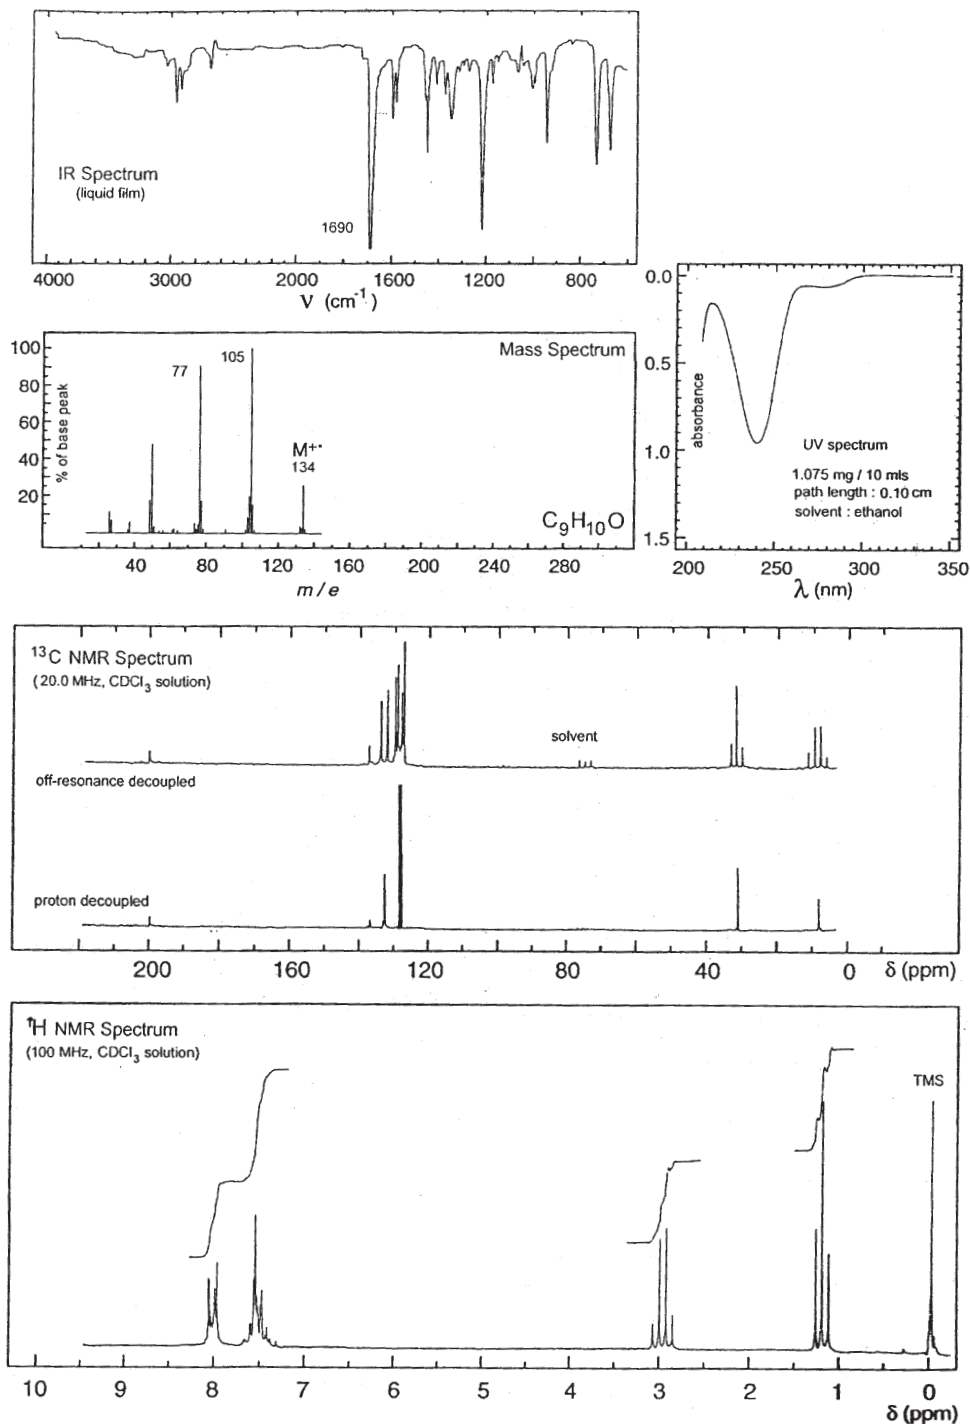 IR Spectrum
(liquid film)
1690
4000 3000 2000 1600 1200 800
V (cm⁻¹)
100
80
60
40
20
% of base peak
77
105
M⁺·
134
Mass Spectrum
C₉H₁₀O
40 80 120 160 200 240 280
m / e
0.0
0.5
1.0
1.5
absorbance
UV spectrum
1.075 mg / 10 mls
path length : 0.10 cm
solvent : ethanol
200 250 300 350
λ (nm)
¹³C NMR Spectrum
(20.0 MHz, CDCl₃ solution)
solvent
off-resonance decoupled
proton decoupled
200 160 120 80 40 0 δ (ppm)
¹H NMR Spectrum
(100 MHz, CDCl₃ solution)
TMS
10 9 8 7 6 5 4 3 2 1 0
δ (ppm)